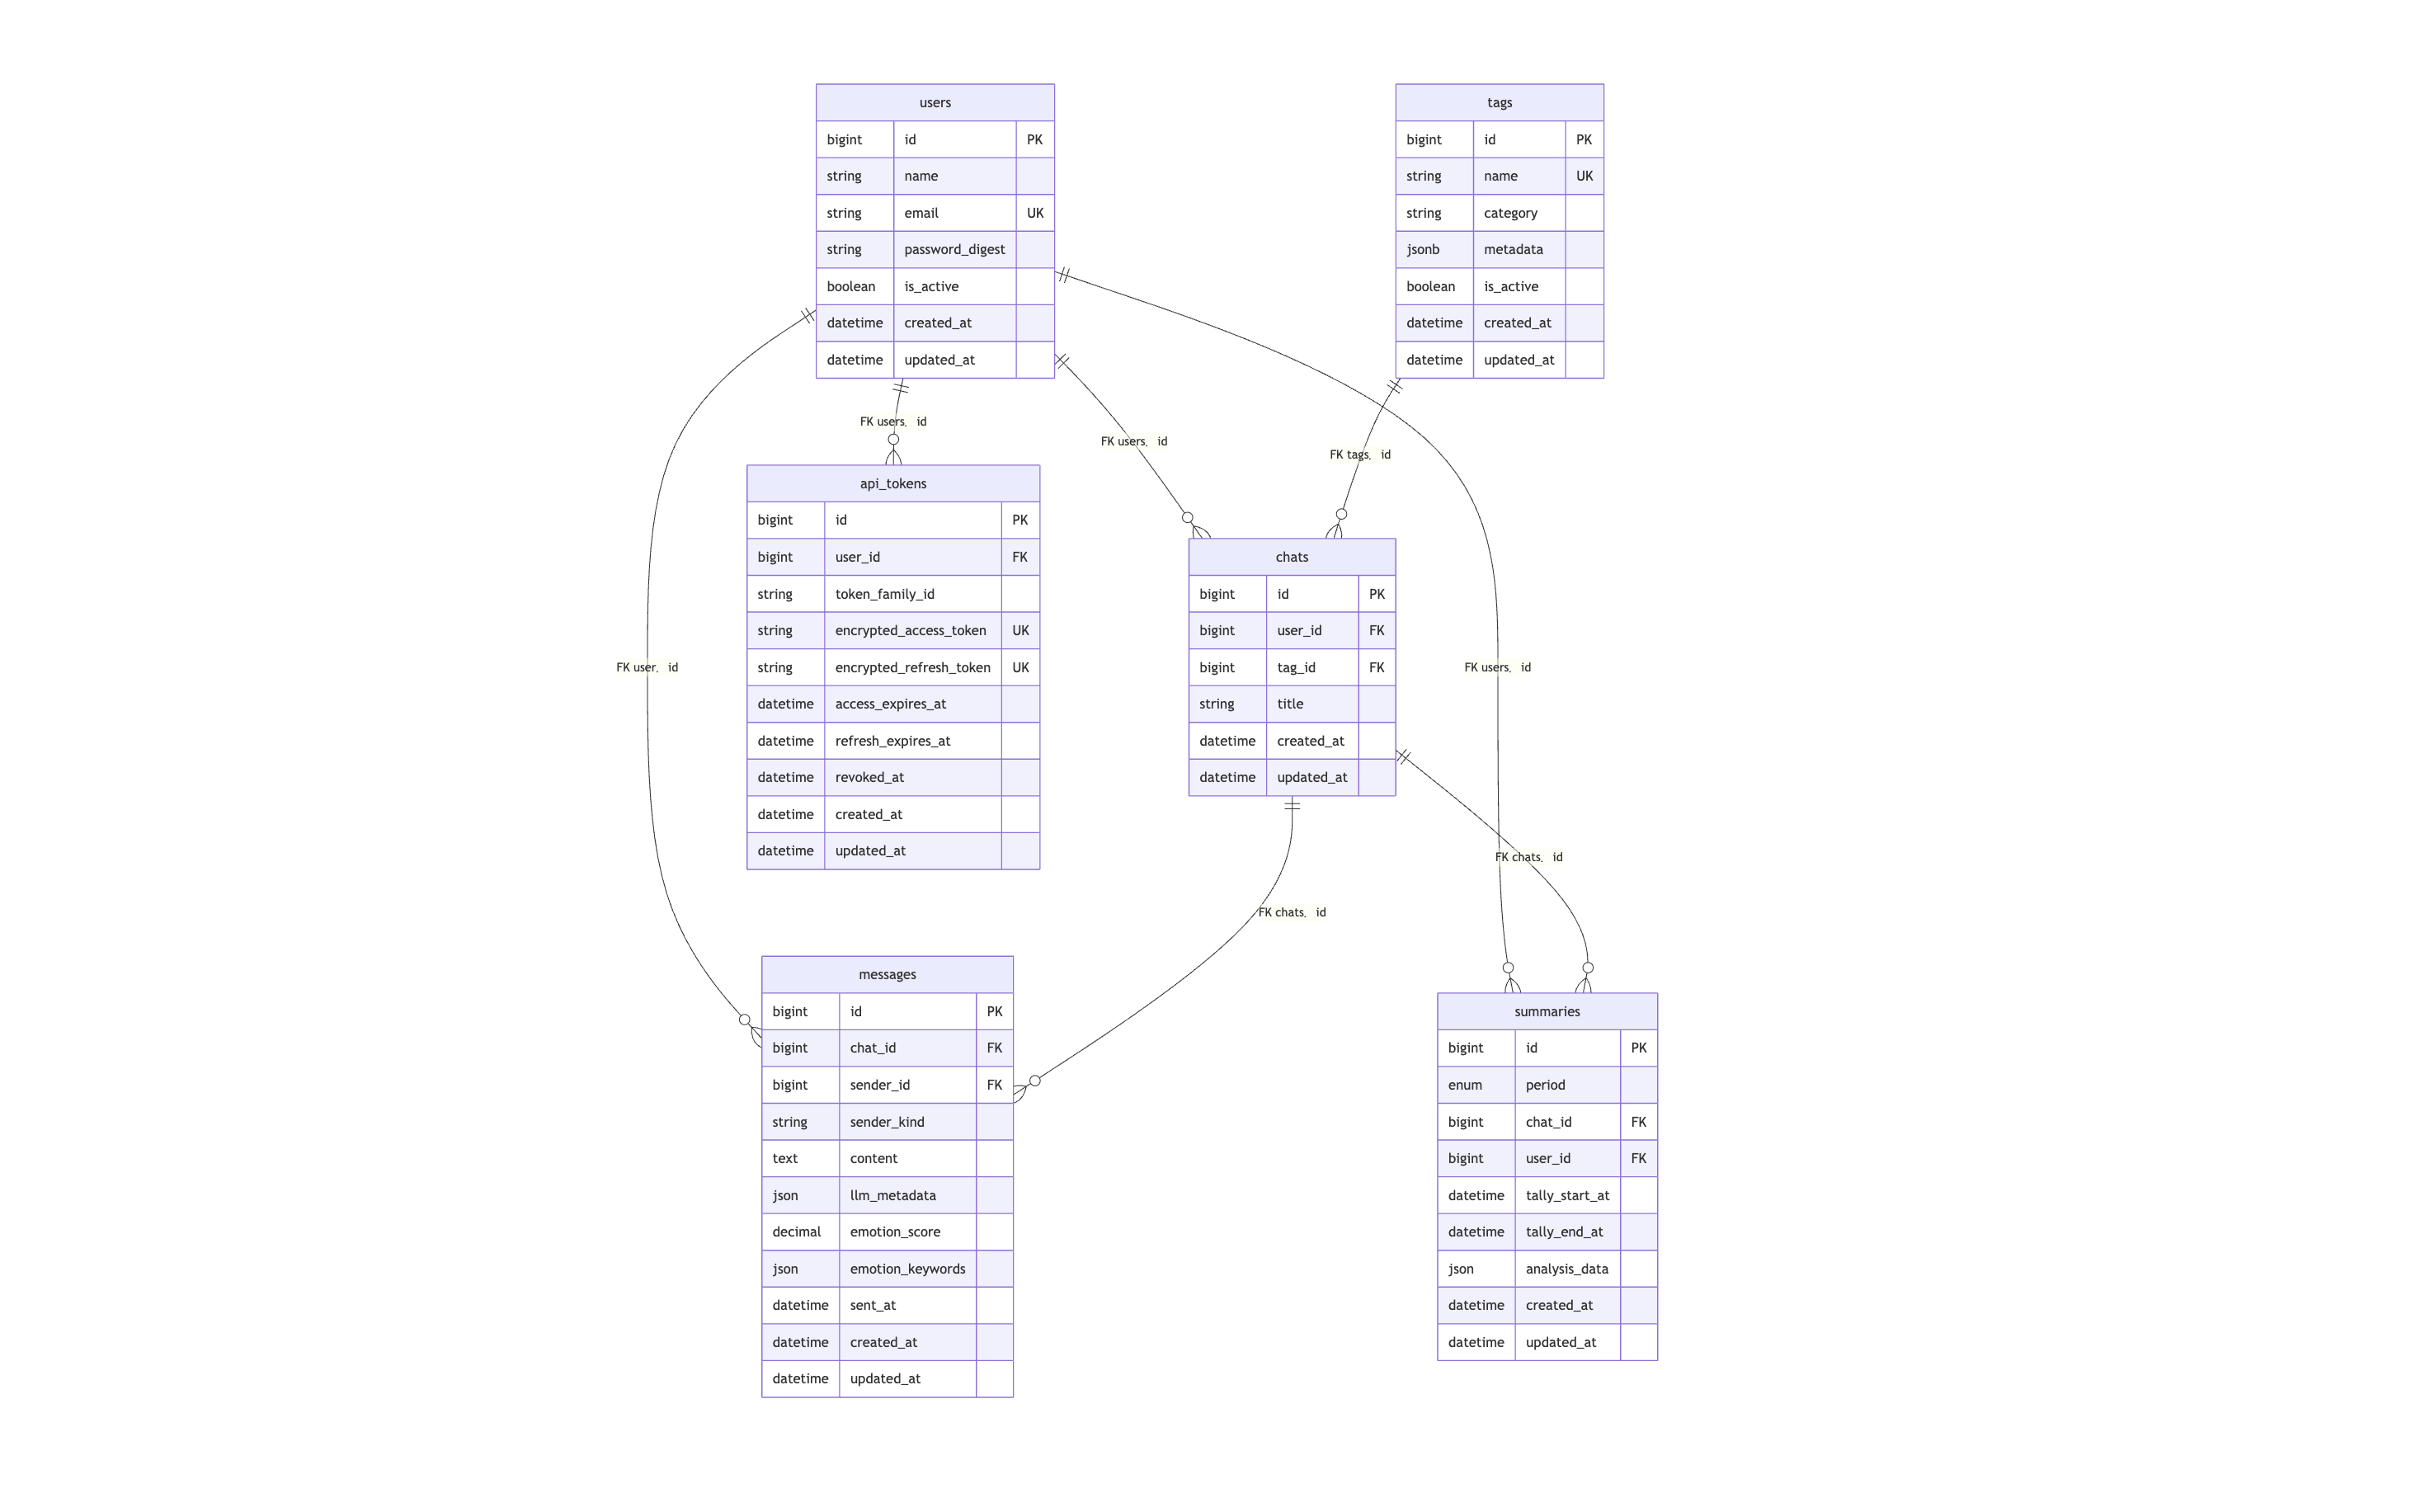 users
bigint id PK
string name
string email UK
string password_digest
boolean is_active
datetime created_at
datetime updated_at
tags
bigint id PK
string name UK
string category
jsonb metadata
boolean is_active
datetime created_at
datetime updated_at
FK users、id
FK users、id
FK tags、id
api_tokens
bigint id PK
bigint user_id FK
string token_family_id
string encrypted_access_token UK
string encrypted_refresh_token UK
datetime access_expires_at
datetime refresh_expires_at
datetime revoked_at
datetime created_at
datetime updated_at
chats
bigint id PK
bigint user_id FK
bigint tag_id FK
string title
datetime created_at
datetime updated_at
FK user、id
FK users、id
FK chats、id
FK chats、id
messages
bigint id PK
bigint chat_id FK
bigint sender_id FK
string sender_kind
text content
json llm_metadata
decimal emotion_score
json emotion_keywords
datetime sent_at
datetime created_at
datetime updated_at
summaries
bigint id PK
enum period
bigint chat_id FK
bigint user_id FK
datetime tally_start_at
datetime tally_end_at
json analysis_data
datetime created_at
datetime updated_at